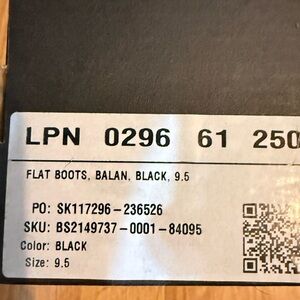 LPN 0296 61 250
FLAT BOOTS, BALAN, BLACK, 9.5
PO: SK117296-236526
SKU: BS2149737-0001-84095
Color: BLACK
Size: 9.5